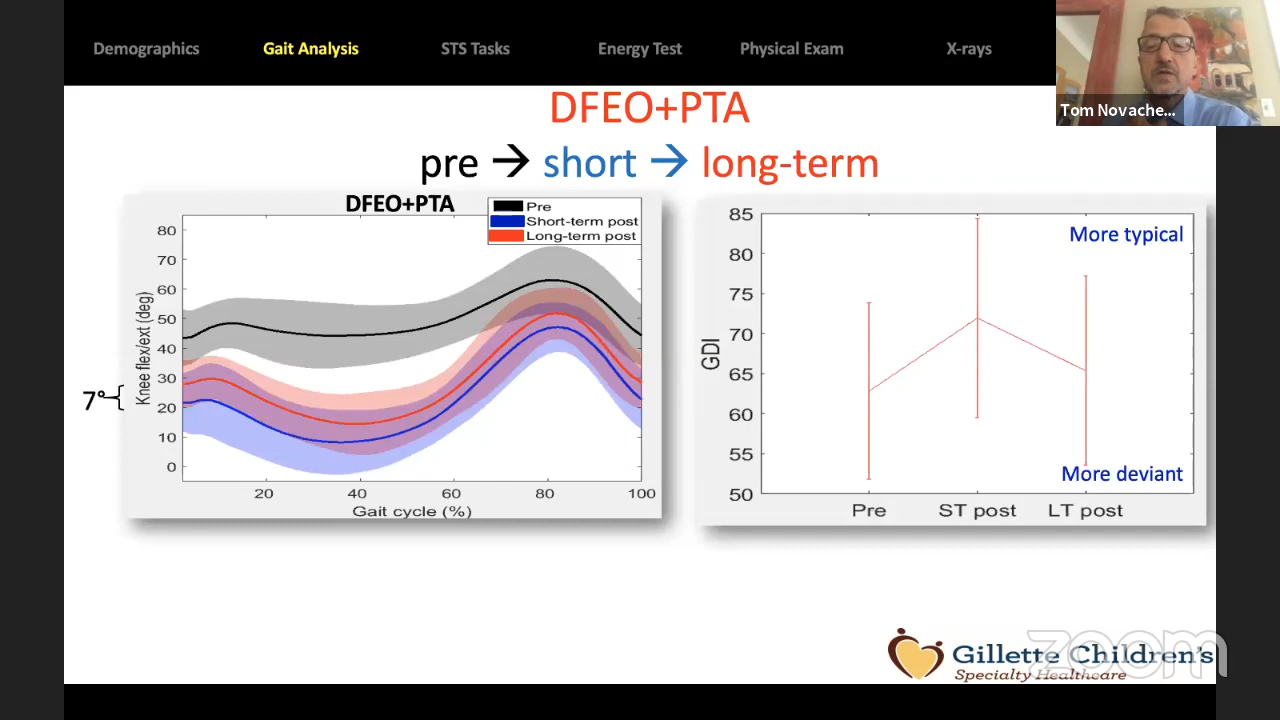 Demographics Gait Analysis STS Tasks Energy Test Physical Exam X-rays
Tom Novache...
DFEO+PTA
pre → short → long-term
DFEO+PTA
Pre
Short-term post
Long-term post
80
70
60
50
40
30
20
10
0
Knee flex/ext (deg)
7°
20 40 60 80 100
Gait cycle (%)
85
80
75
70
65
60
55
50
GDI
More typical
More deviant
Pre ST post LT post
Gillette Children's
Specialty Healthcare
zoom